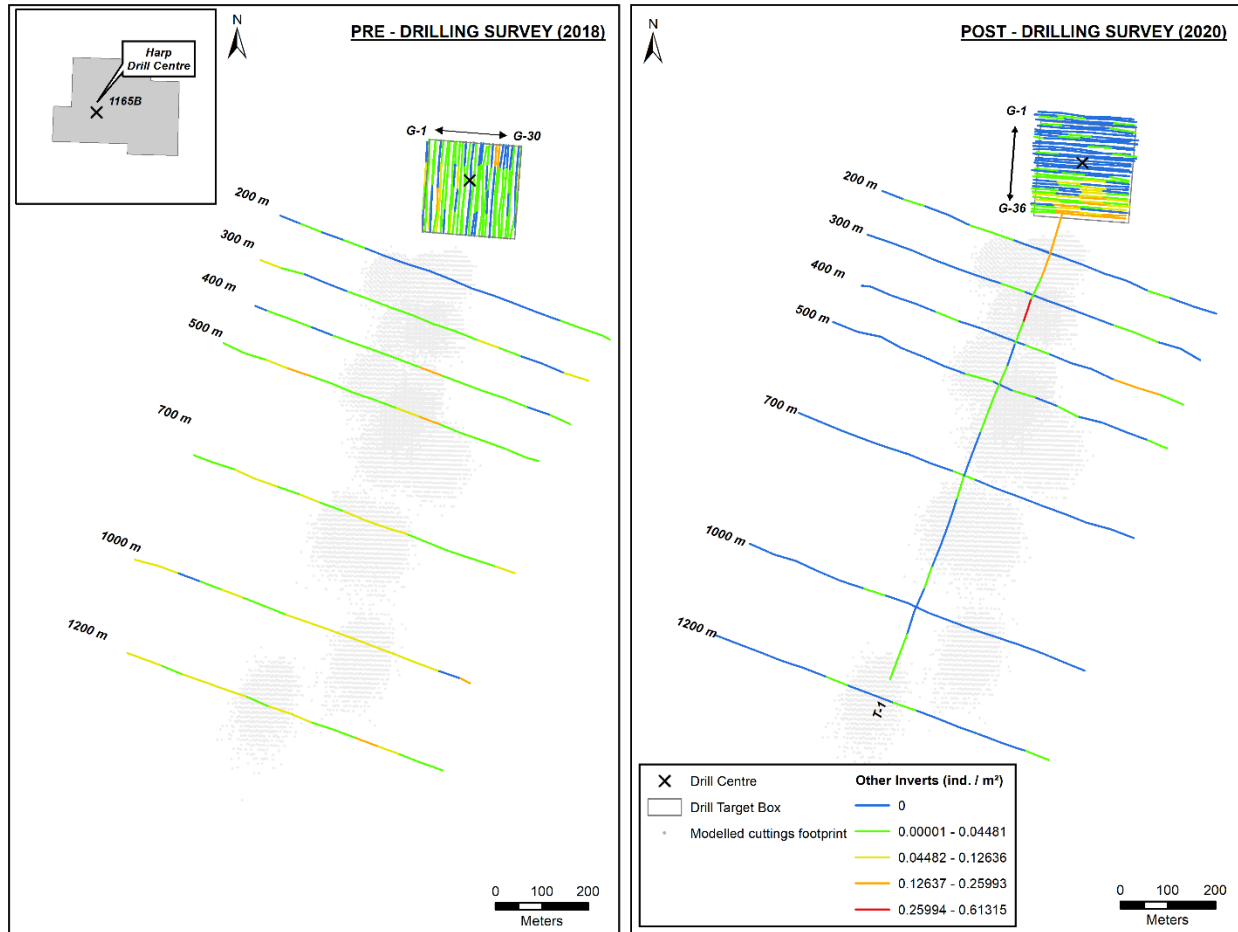 N
PRE - DRILLING SURVEY (2018)
Harp
Drill Centre
1165B
G-1
G-30
200 m
300 m
400 m
500 m
700 m
1000 m
1200 m
0 100 200
Meters
N
POST - DRILLING SURVEY (2020)
G-1
G-36
200 m
300 m
400 m
500 m
700 m
1000 m
1200 m
T-1
Drill Centre
Drill Target Box
Modelled cuttings footprint
Other Inverts (ind. / m²)
0
0.00001 - 0.04481
0.04482 - 0.12636
0.12637 - 0.25993
0.25994 - 0.61315
0 100 200
Meters